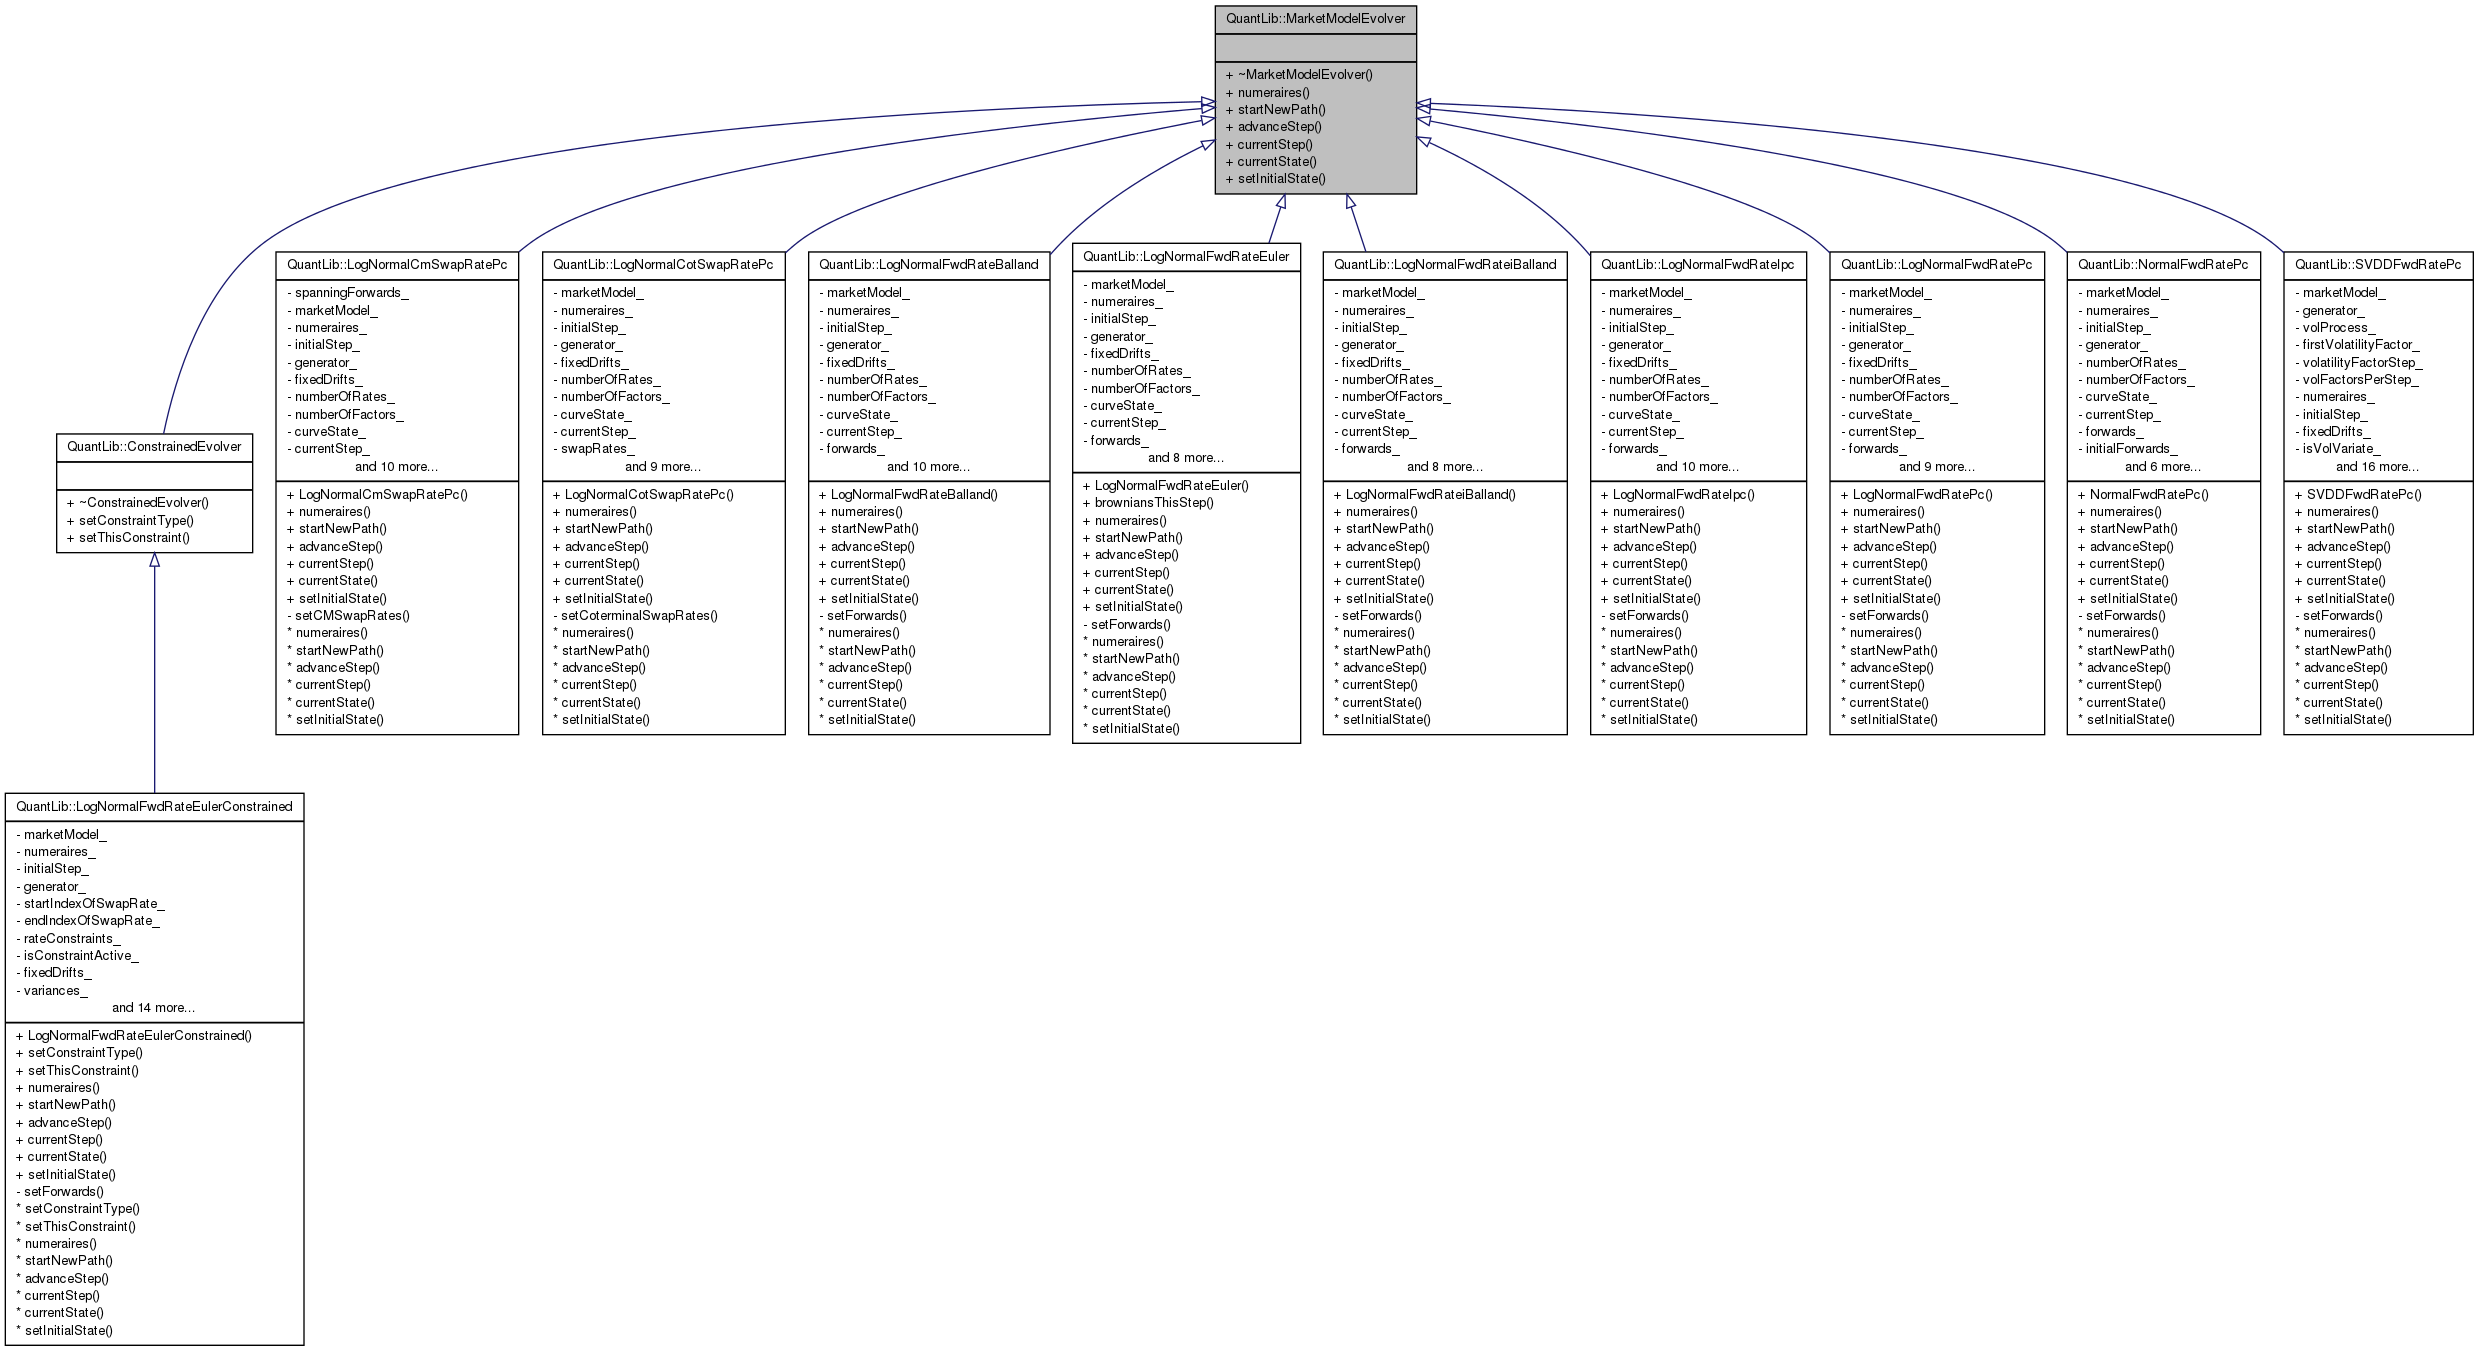 QuantLib::MarketModelEvolver
+ ~MarketModelEvolver()
+ numeraires()
+ startNewPath()
+ advanceStep()
+ currentStep()
+ currentState()
+ setInitialState()
QuantLib::ConstrainedEvolver
+ ~ConstrainedEvolver()
+ setConstraintType()
+ setThisConstraint()
QuantLib::LogNormalCmSwapRatePc
- spanningForwards_
- marketModel_
- numeraires_
- initialStep_
- generator_
- fixedDrifts_
- numberOfRates_
- numberOfFactors_
- curveState_
- currentStep_
and 10 more...
+ LogNormalCmSwapRatePc()
+ numeraires()
+ startNewPath()
+ advanceStep()
+ currentStep()
+ currentState()
+ setInitialState()
- setCMSwapRates()
* numeraires()
* startNewPath()
* advanceStep()
* currentStep()
* currentState()
* setInitialState()
QuantLib::LogNormalCotSwapRatePc
- marketModel_
- numeraires_
- initialStep_
- generator_
- fixedDrifts_
- numberOfRates_
- numberOfFactors_
- curveState_
- currentStep_
- swapRates_
and 9 more...
+ LogNormalCotSwapRatePc()
+ numeraires()
+ startNewPath()
+ advanceStep()
+ currentStep()
+ currentState()
+ setInitialState()
- setCoterminalSwapRates()
* numeraires()
* startNewPath()
* advanceStep()
* currentStep()
* currentState()
* setInitialState()
QuantLib::LogNormalFwdRateBalland
- marketModel_
- numeraires_
- initialStep_
- generator_
- fixedDrifts_
- numberOfRates_
- numberOfFactors_
- curveState_
- currentStep_
- forwards_
and 10 more...
+ LogNormalFwdRateBalland()
+ numeraires()
+ startNewPath()
+ advanceStep()
+ currentStep()
+ currentState()
+ setInitialState()
- setForwards()
* numeraires()
* startNewPath()
* advanceStep()
* currentStep()
* currentState()
* setInitialState()
QuantLib::LogNormalFwdRateEuler
- marketModel_
- numeraires_
- initialStep_
- generator_
- fixedDrifts_
- numberOfRates_
- numberOfFactors_
- curveState_
- currentStep_
- forwards_
and 8 more...
+ LogNormalFwdRateEuler()
+ browniansThisStep()
+ numeraires()
+ startNewPath()
+ advanceStep()
+ currentStep()
+ currentState()
+ setInitialState()
- setForwards()
* numeraires()
* startNewPath()
* advanceStep()
* currentStep()
* currentState()
* setInitialState()
QuantLib::LogNormalFwdRateiBalland
- marketModel_
- numeraires_
- initialStep_
- generator_
- fixedDrifts_
- numberOfRates_
- numberOfFactors_
- curveState_
- currentStep_
- forwards_
and 8 more...
+ LogNormalFwdRateiBalland()
+ numeraires()
+ startNewPath()
+ advanceStep()
+ currentStep()
+ currentState()
+ setInitialState()
- setForwards()
* numeraires()
* startNewPath()
* advanceStep()
* currentStep()
* currentState()
* setInitialState()
QuantLib::LogNormalFwdRateIpc
- marketModel_
- numeraires_
- initialStep_
- generator_
- fixedDrifts_
- numberOfRates_
- numberOfFactors_
- curveState_
- currentStep_
- forwards_
and 10 more...
+ LogNormalFwdRateIpc()
+ numeraires()
+ startNewPath()
+ advanceStep()
+ currentStep()
+ currentState()
+ setInitialState()
- setForwards()
* numeraires()
* startNewPath()
* advanceStep()
* currentStep()
* currentState()
* setInitialState()
QuantLib::LogNormalFwdRatePc
- marketModel_
- numeraires_
- initialStep_
- generator_
- fixedDrifts_
- numberOfRates_
- numberOfFactors_
- curveState_
- currentStep_
- forwards_
and 9 more...
+ LogNormalFwdRatePc()
+ numeraires()
+ startNewPath()
+ advanceStep()
+ currentStep()
+ currentState()
+ setInitialState()
- setForwards()
* numeraires()
* startNewPath()
* advanceStep()
* currentStep()
* currentState()
* setInitialState()
QuantLib::NormalFwdRatePc
- marketModel_
- numeraires_
- initialStep_
- generator_
- numberOfRates_
- numberOfFactors_
- curveState_
- currentStep_
- forwards_
- initialForwards_
and 6 more...
+ NormalFwdRatePc()
+ numeraires()
+ startNewPath()
+ advanceStep()
+ currentStep()
+ currentState()
+ setInitialState()
- setForwards()
* numeraires()
* startNewPath()
* advanceStep()
* currentStep()
* currentState()
* setInitialState()
QuantLib::SVDDFwdRatePc
- marketModel_
- generator_
- volProcess_
- firstVolatilityFactor_
- volatilityFactorStep_
- volFactorsPerStep_
- numeraires_
- initialStep_
- fixedDrifts_
- isVolVariate_
and 16 more...
+ SVDDFwdRatePc()
+ numeraires()
+ startNewPath()
+ advanceStep()
+ currentStep()
+ currentState()
+ setInitialState()
- setForwards()
* numeraires()
* startNewPath()
* advanceStep()
* currentStep()
* currentState()
* setInitialState()
QuantLib::LogNormalFwdRateEulerConstrained
- marketModel_
- numeraires_
- initialStep_
- generator_
- startIndexOfSwapRate_
- endIndexOfSwapRate_
- rateConstraints_
- isConstraintActive_
- fixedDrifts_
- variances_
and 14 more...
+ LogNormalFwdRateEulerConstrained()
+ setConstraintType()
+ setThisConstraint()
+ numeraires()
+ startNewPath()
+ advanceStep()
+ currentStep()
+ currentState()
+ setInitialState()
- setForwards()
* setConstraintType()
* setThisConstraint()
* numeraires()
* startNewPath()
* advanceStep()
* currentStep()
* currentState()
* setInitialState()